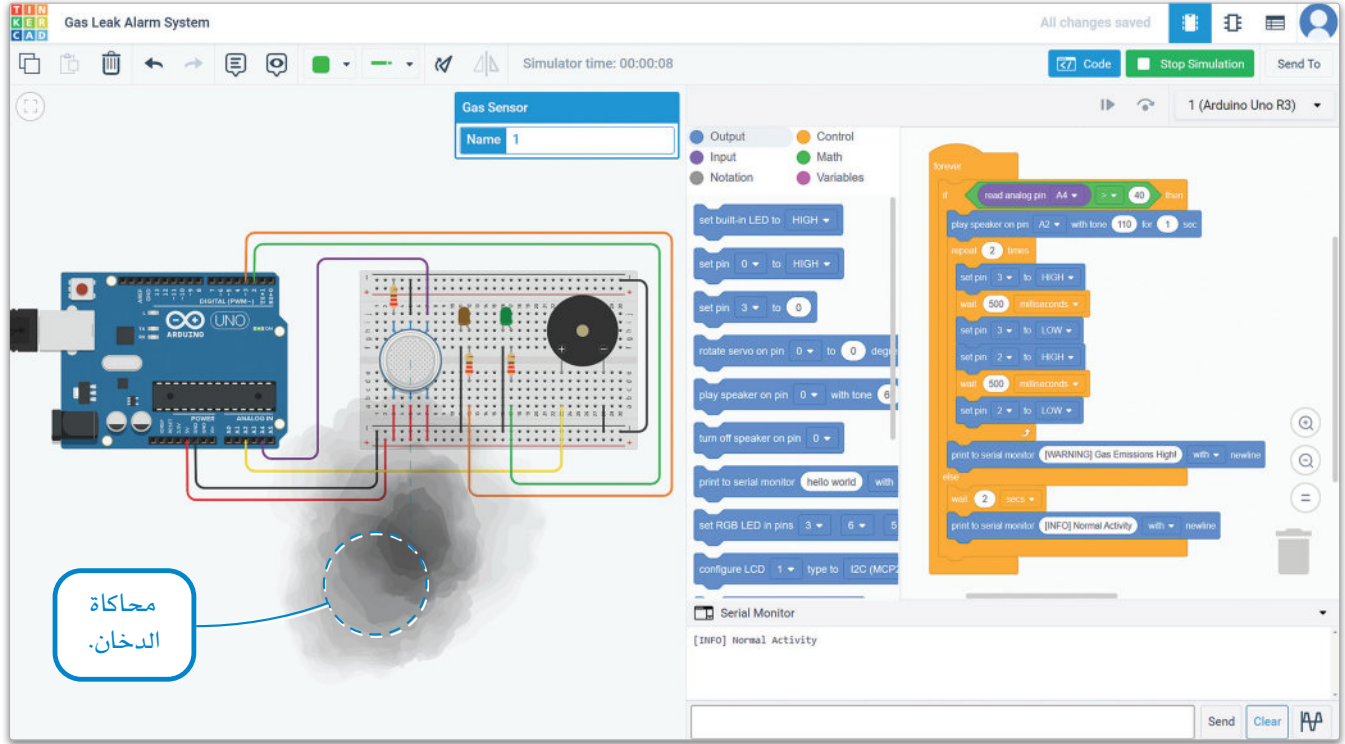 TIN
KER
CAD
Gas Leak Alarm System
All changes saved
Simulator time: 00:00:08
Code
Stop Simulation
Send To
Gas Sensor
Name 1
1 (Arduino Uno R3)
Output
Control
Input
Math
Notation
Variables
set built-in LED to HIGH
set pin 0 to HIGH
set pin 3 to 0
rotate servo on pin 0 to 0 degre
play speaker on pin 0 with tone 6
turn off speaker on pin 0
print to serial monitor hello world with
set RGB LED in pins 3 6 5
configure LCD 1 type to I2C (MCP2
forever
if read analog pin A4 > 40 then
play speaker on pin A2 with tone 110 for 1 sec
repeat 2 times
set pin 3 to HIGH
wait 500 milliseconds
set pin 3 to LOW
set pin 2 to HIGH
wait 500 milliseconds
set pin 2 to LOW
print to serial monitor [WARNING] Gas Emissions High! with newline
else
wait 2 secs
print to serial monitor [INFO] Normal Activity with newline
DIGITAL (PWM~)
UNO
ARDUINO
POWER
ANALOG IN
محاكاة
الدخان.
Serial Monitor
[INFO] Normal Activity
Send
Clear